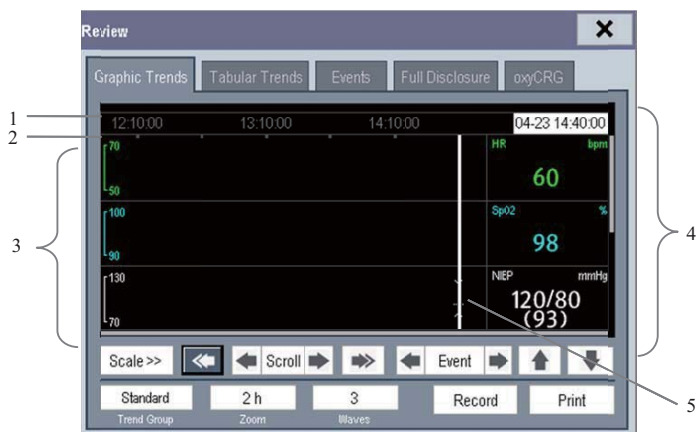 Review
Graphic Trends Tabular Trends Events Full Disclosure oxyCRG
1
12:10:00 13:10:00 14:10:00 04-23 14:40:00
2
70 HR bpm
60
50
3
4
100 SpO2 %
98
90
130 NIBP mmHg
120/80
(93)
70
Scale >> Scroll Event
5
Standard 2 h 3 Record Print
Trend Group Zoom Waves